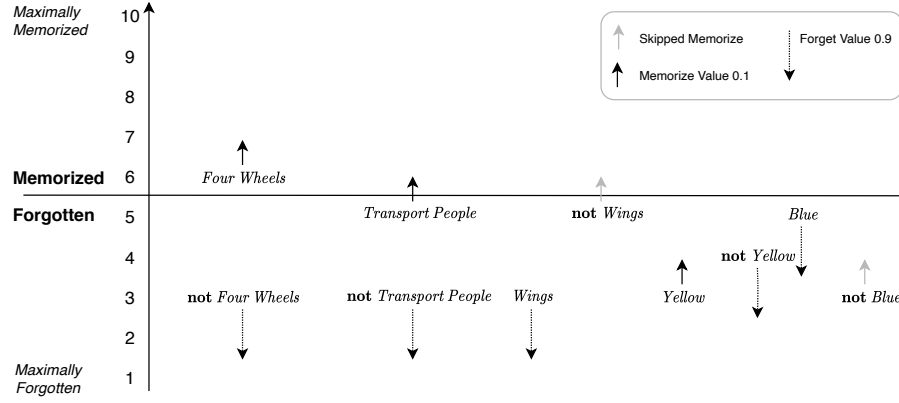 Maximally
Memorized
10
9
8
7
6
5
4
3
2
1
Memorized
Forgotten
Maximally
Forgotten
Skipped Memorize
Forget Value 0.9
Memorize Value 0.1
Four Wheels
Transport People
not Wings
Blue
not Yellow
not Four Wheels
not Transport People
Wings
Yellow
not Blue